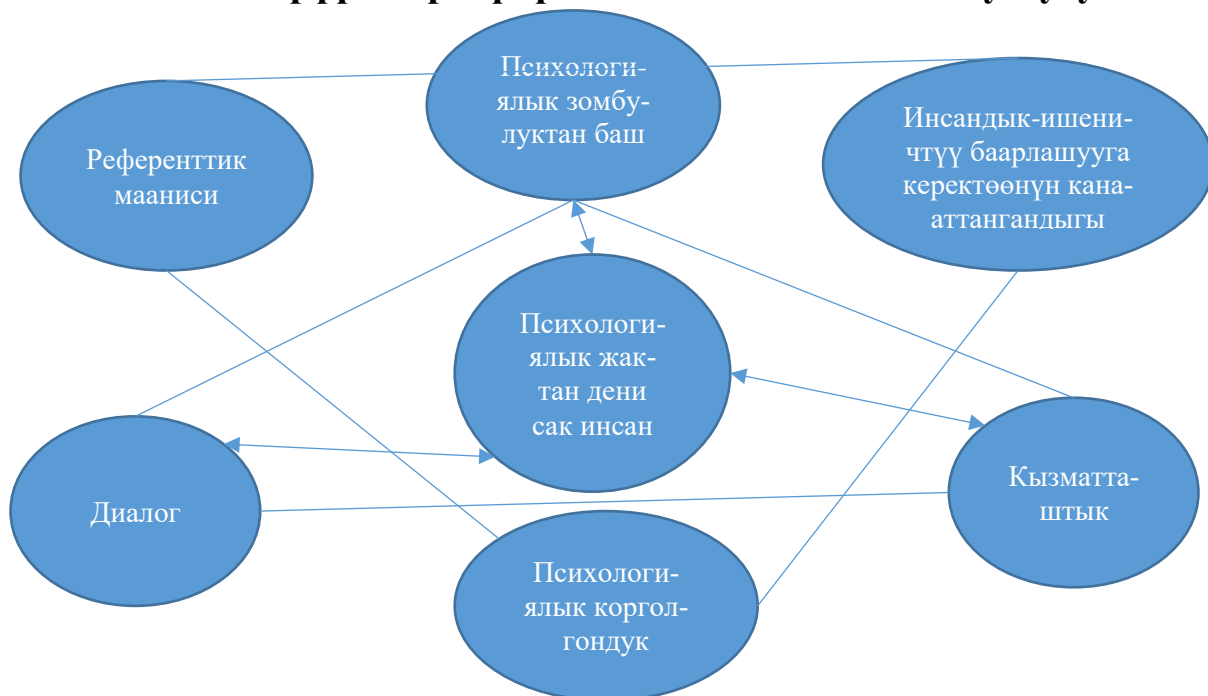 Психологи-
ялык зомбу-
луктан баш
Референттик
мааниси
Инсандык-ишени-
чтүү баарлашууга
керектөөнүн кана-
аттангандыгы
Психологи-
ялык жак-
тан дени
сак инсан
Диалог
Кызматта-
штык
Психологи-
ялык коргол-
гондук